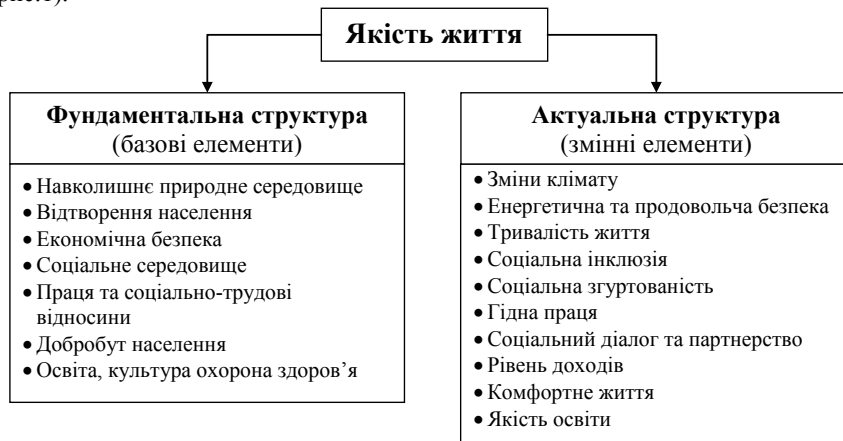 рис.1).
Якість життя
Фундаментальна структура
(базові елементи)
• Навколишнє природне середовище
• Відтворення населення
• Економічна безпека
• Соціальне середовище
• Праця та соціально-трудові
відносини
• Добробут населення
• Освіта, культура охорона здоров’я
Актуальна структура
(змінні елементи)
• Зміни клімату
• Енергетична та продовольча безпека
• Тривалість життя
• Соціальна інклюзія
• Соціальна згуртованість
• Гідна праця
• Соціальний діалог та партнерство
• Рівень доходів
• Комфортне життя
• Якість освіти